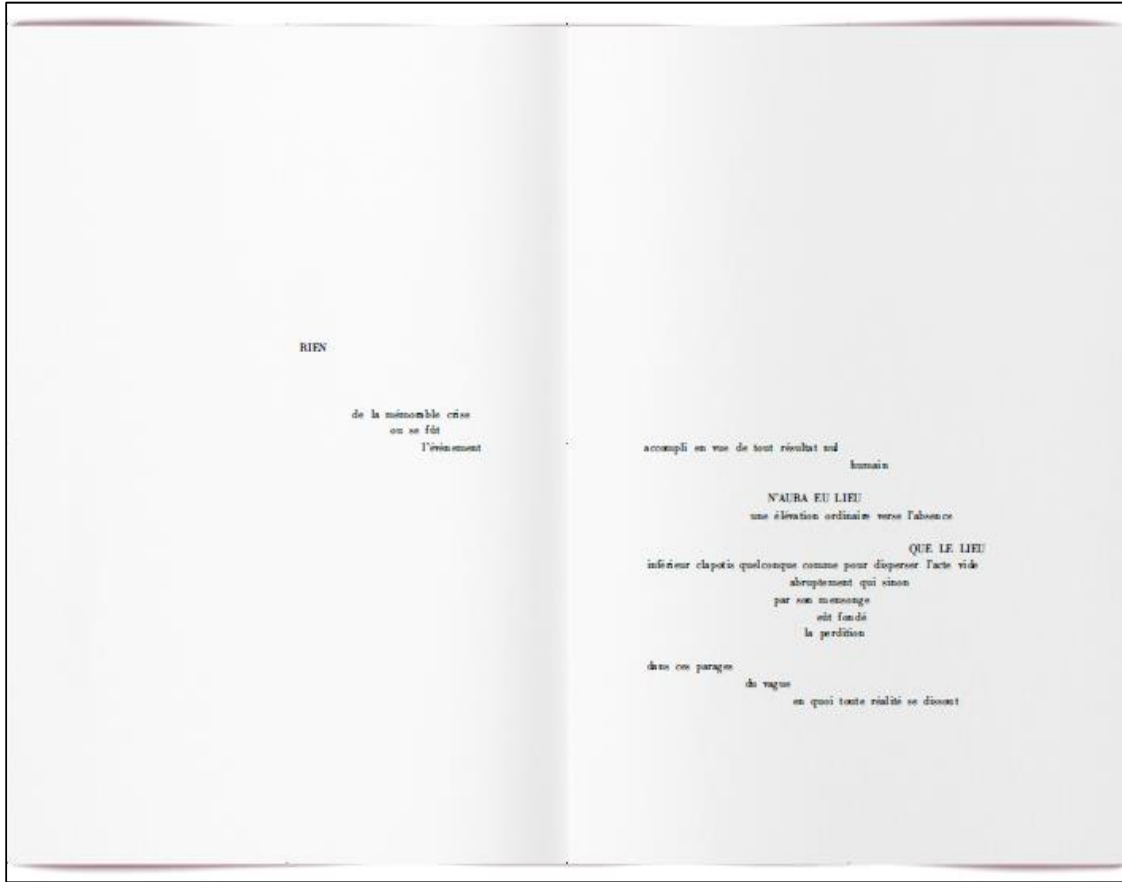 RIEN
de la mémorable crise
ou se fût
l'évènement
accompli en vue de tout résultat nul
humain
N'AURA EU LIEU
une élévation ordinaire verse l'absence
QUE LE LIEU
inférieur clapotis quelconque comme pour disperser l'acte vide
abruptement qui sinon
par son mensonge
eût fondé
la perdition
dans ces parages
du vague
en quoi toute réalité se dissout